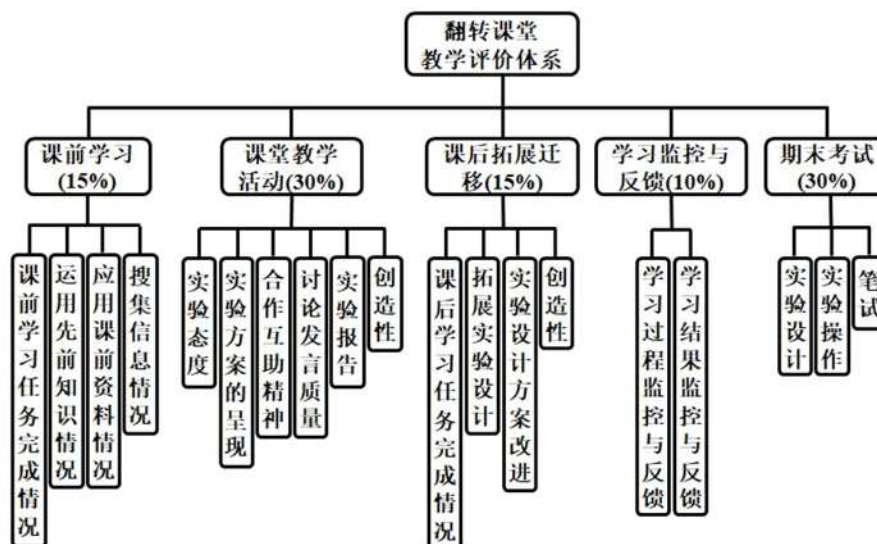 翻转课堂
教学评价体系
课前学习
(15%)
课堂教学
活动(30%)
课后拓展迁
移(15%)
学习监控与
反馈(10%)
期末考试
(30%)
课前学习任务完成情况
运用先前知识情况
应用课前资料情况
搜集信息情况
实验态度
实验方案的呈现
合作互助精神
讨论发言质量
实验报告
创造性
课后学习任务完成情况
拓展实验设计
实验设计方案改进
创造性
学习过程监控与反馈
学习结果监控与反馈
实验设计
实验操作
笔试